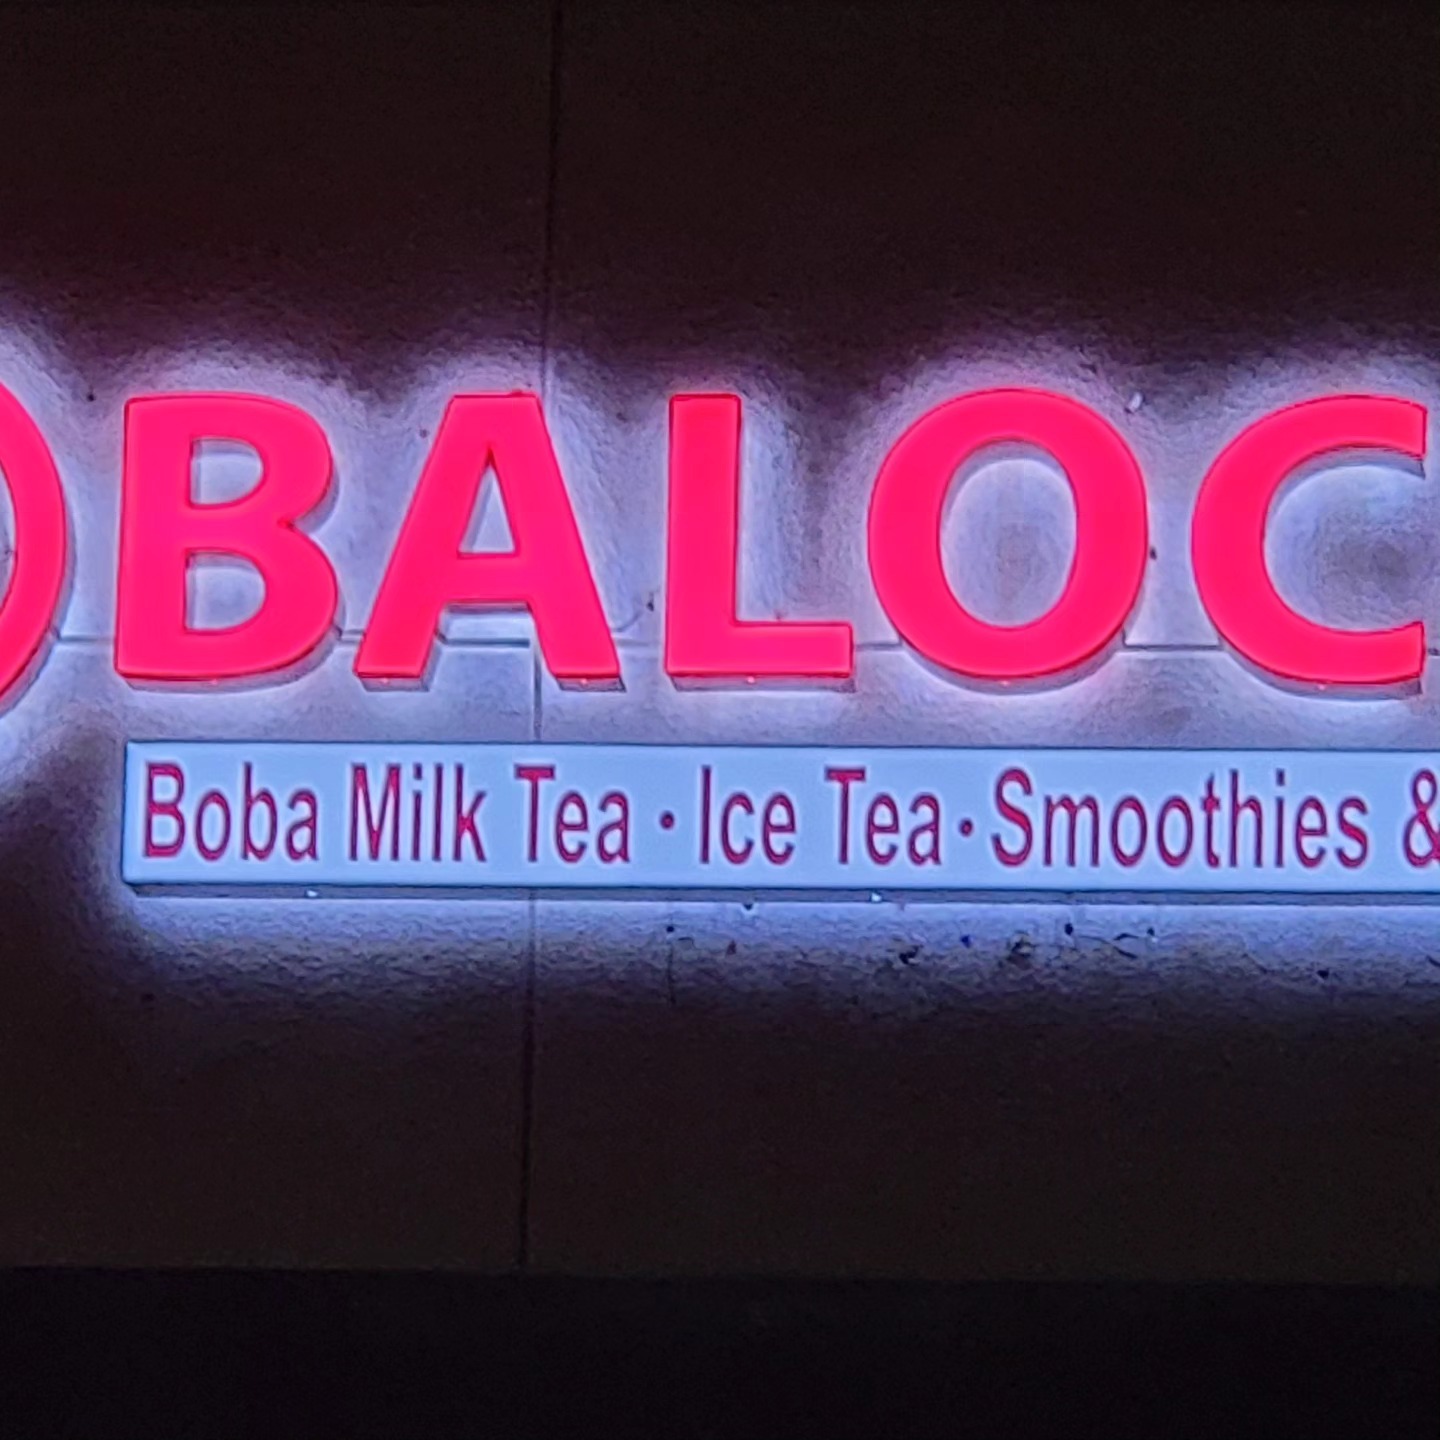 BALOC
Boba Milk Tea · Ice Tea · Smoothies &